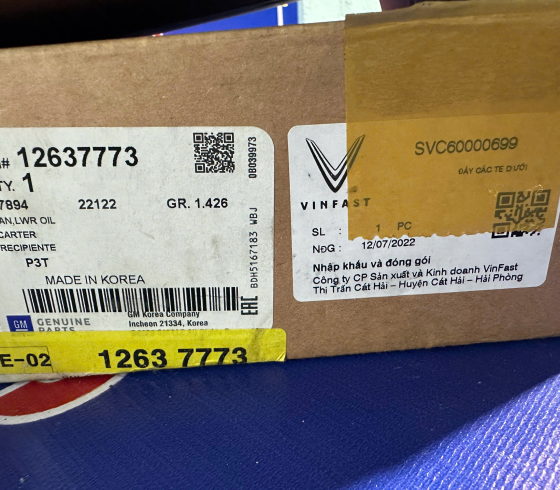 # 12637773
TY. 1
7894 22122 GR. 1.426
AN,LWR OIL
CARTER
RECIPIENTE
P3T
MADE IN KOREA
GM GENUINE
PARTS
GM Korea Company
Incheon 21334, Korea
08039973
BDH5167183 WBJ
EAC
E-02 1263 7773
VINFAST
SVC60000699
ĐÁY CÁC TE DƯỚI
SL : 1 PC
NĐG : 12/07/2022
Nhập khẩu và đóng gói
Công ty CP Sản xuất và Kinh doanh VinFast
Thị Trấn Cát Hải – Huyện Cát Hải – Hải Phòng